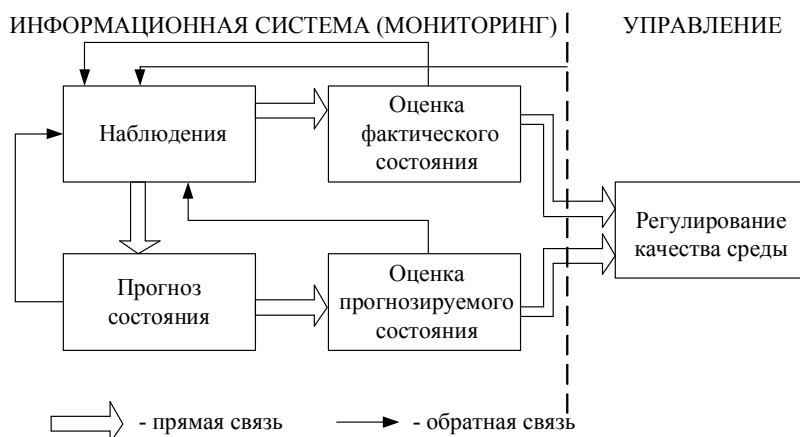 ИНФОРМАЦИОННАЯ СИСТЕМА (МОНИТОРИНГ)
УПРАВЛЕНИЕ
Наблюдения
Оценка
фактического
состояния
Регулирование
качества среды
Прогноз
состояния
Оценка
прогнозируемого
состояния
- прямая связь
- обратная связь